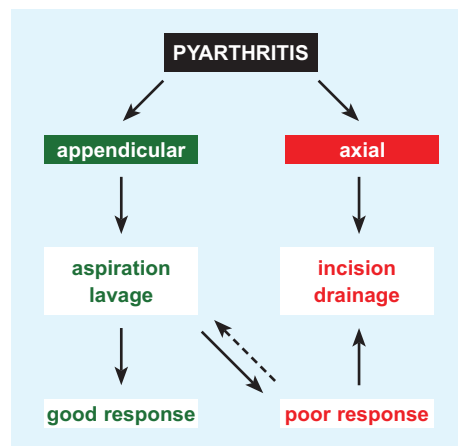 PYARTHRITIS
appendicular
axial
aspiration
lavage
incision
drainage
good response
poor response